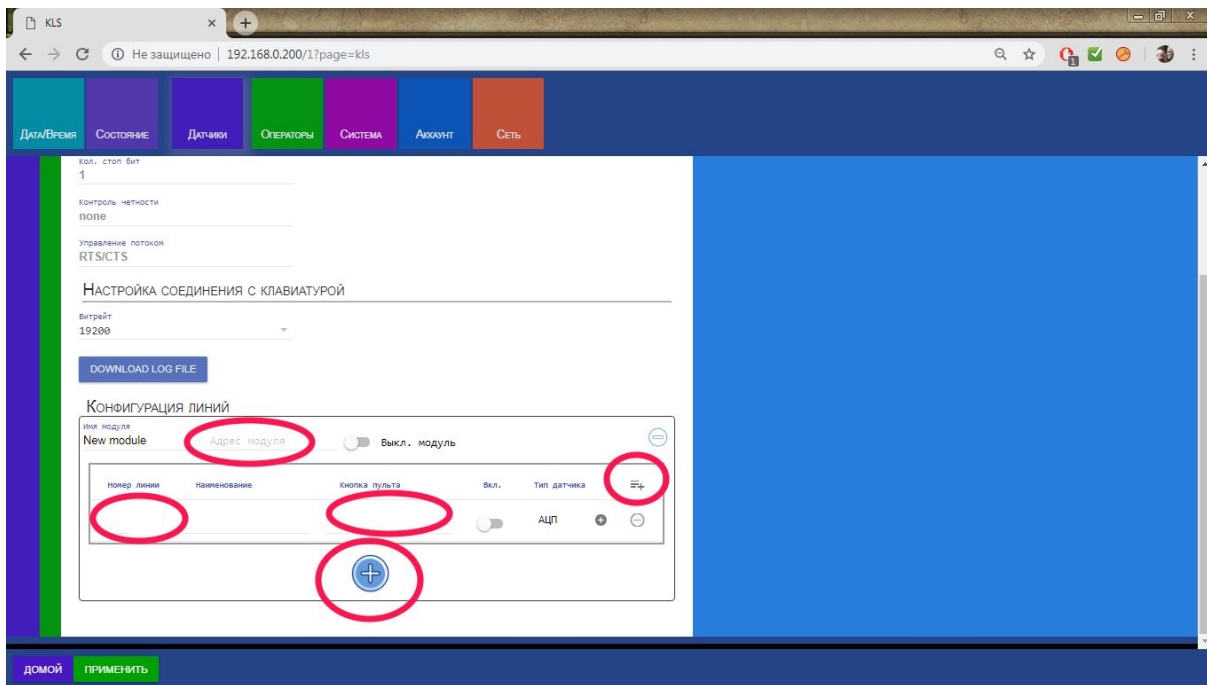 KLS
Не защищено | 192.168.0.200/1?page=kls
1
Дата/Время
Состояние
Датчики
Операторы
Система
Аккаунт
Сеть
Кол. стоп бит
1
Контроль четности
none
Управление потоком
RTS/CTS
Настройка соединения с клавиатурой
Битрейт
19200
DOWNLOAD LOG FILE
Конфигурация линий
Имя модуля
New module
Адрес модуля
Выкл. модуль
Номер линии
Наименование
Кнопка пульта
Вкл.
Тип датчика
АЦП
ДОМОЙ
ПРИМЕНИТЬ